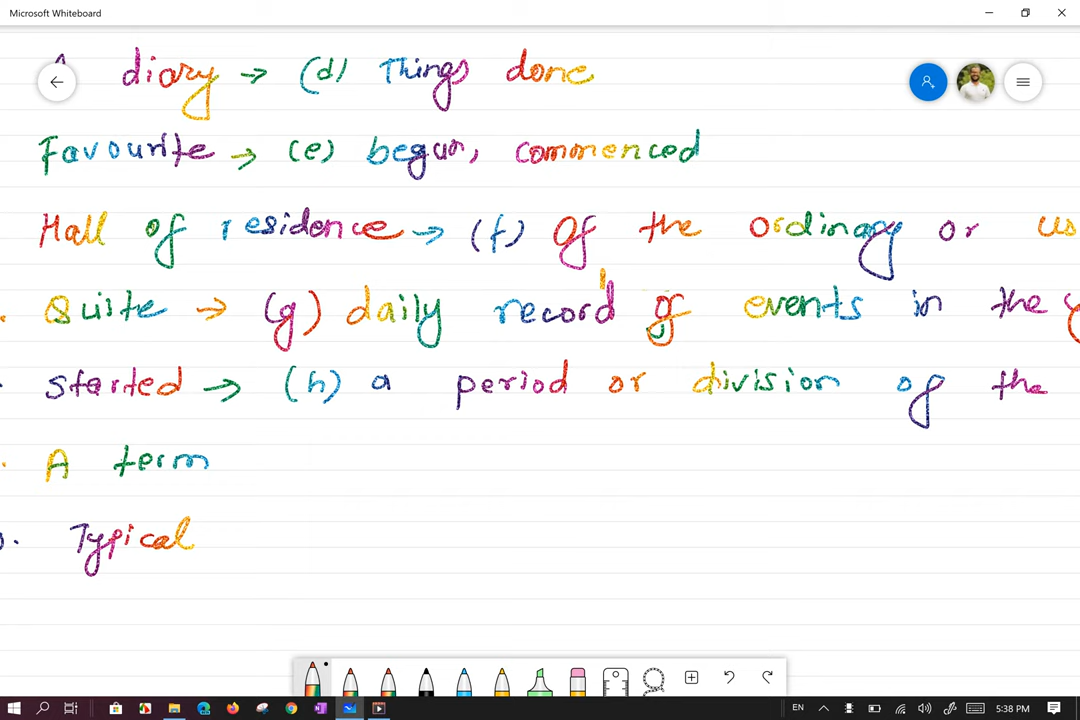 Microsoft Whiteboard
diary → (d) Things done
Favourite → (e) begun, commenced
Hall of residence → (f) Of the ordinary or us
Quite → (g) daily record of events in the
started → (h) a period or division of the
A term
Typical
EN 5:38 PM